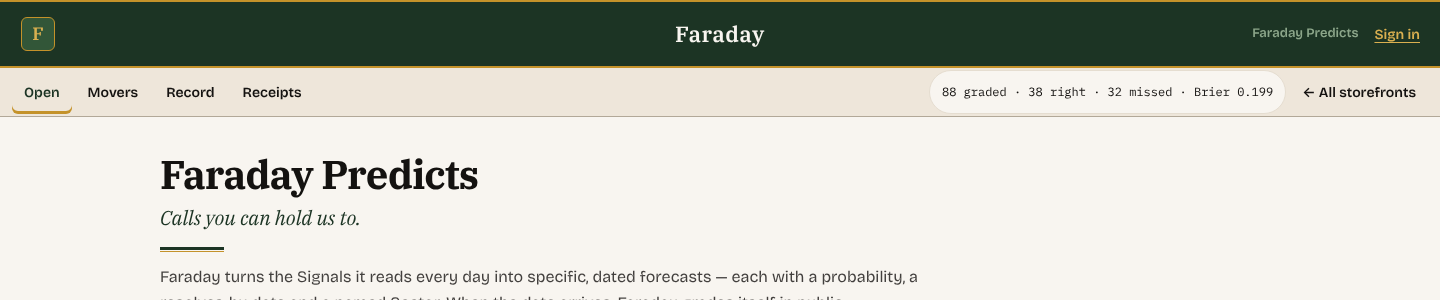 F
Faraday
Faraday Predicts
Sign in
Open
Movers
Record
Receipts
88 graded · 38 right · 32 missed · Brier 0.199
← All storefronts
Faraday Predicts
Calls you can hold us to.
Faraday turns the Signals it reads every day into specific, dated forecasts — each with a probability, a